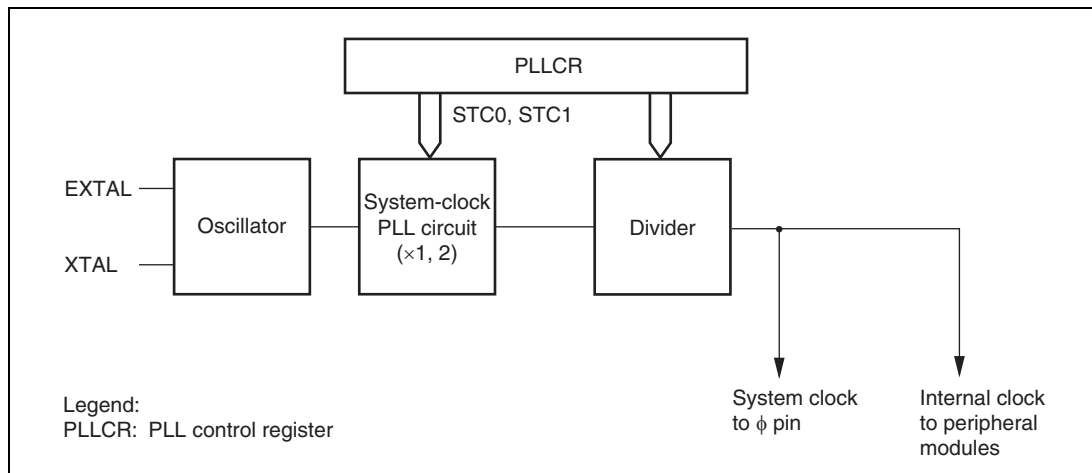 PLLCR
STC0, STC1
EXTAL
XTAL
Oscillator
System-clock
PLL circuit
(×1, 2)
Divider
System clock
to ϕ pin
Internal clock
to peripheral
modules
Legend:
PLLCR: PLL control register